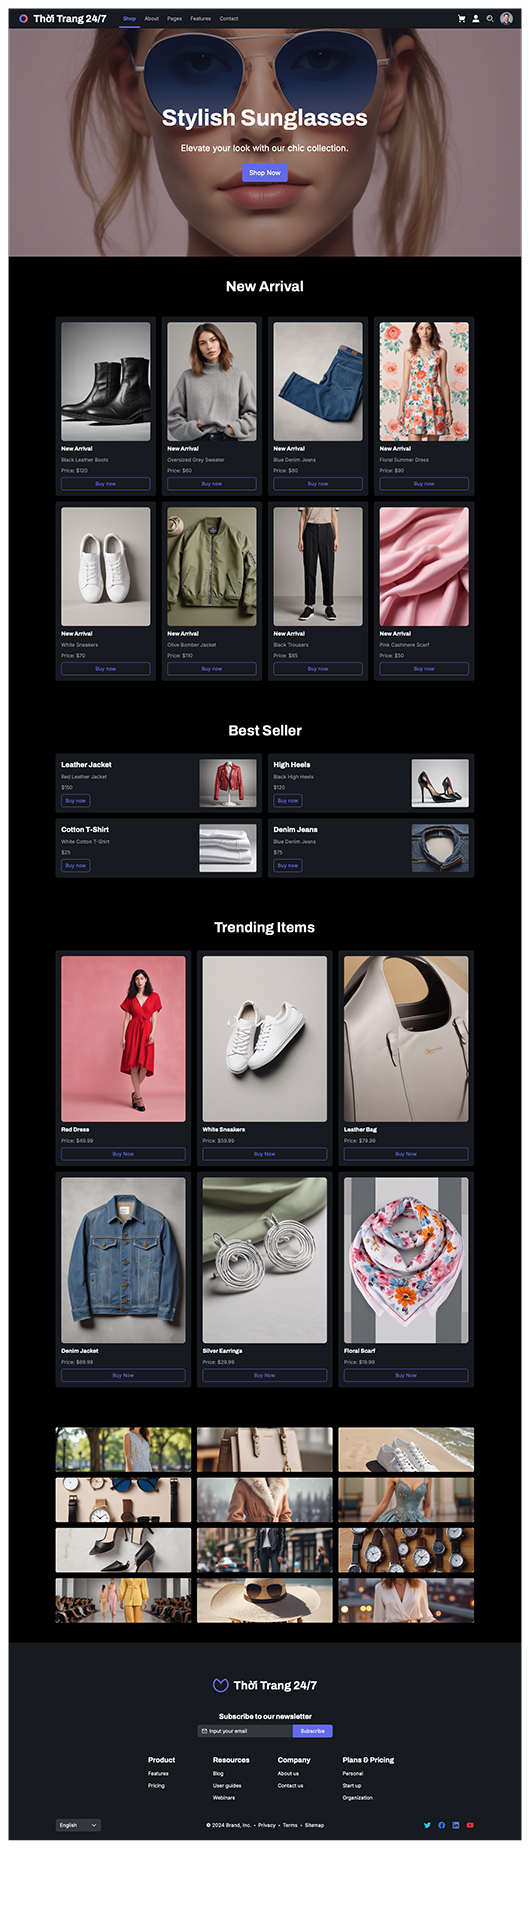 Thời Trang 24/7
Shop About Pages Features Contact
Stylish Sunglasses
Elevate your look with our chic collection.
Shop Now
New Arrival
New Arrival
Black Leather Boots
Price: $120
Buy now
New Arrival
Oversized Grey Sweater
Price: $60
Buy now
New Arrival
Blue Denim Jeans
Price: $80
Buy now
New Arrival
Floral Summer Dress
Price: $90
Buy now
New Arrival
White Sneakers
Price: $70
Buy now
New Arrival
Olive Bomber Jacket
Price: $110
Buy now
New Arrival
Black Trousers
Price: $85
Buy now
New Arrival
Pink Cashmere Scarf
Price: $50
Buy now
Best Seller
Leather Jacket
Red Leather Jacket
$150
Buy now
High Heels
Black High Heels
$120
Buy now
Cotton T-Shirt
White Cotton T-Shirt
$25
Buy now
Denim Jeans
Blue Denim Jeans
$75
Buy now
Trending Items
Red Dress
Price: $49.99
Buy Now
White Sneakers
Price: $59.99
Buy Now
Leather Bag
Price: $79.99
Buy Now
Denim Jacket
Price: $69.99
Buy Now
Silver Earrings
Price: $29.99
Buy Now
Floral Scarf
Price: $19.99
Buy Now
Thời Trang 24/7
Subscribe to our newsletter
Input your email
Subscribe
Product
Features
Pricing
Resources
Blog
User guides
Webinars
Company
About us
Contact us
Plans & Pricing
Personal
Start up
Organization
English
© 2024 Brand, Inc. • Privacy • Terms • Sitemap